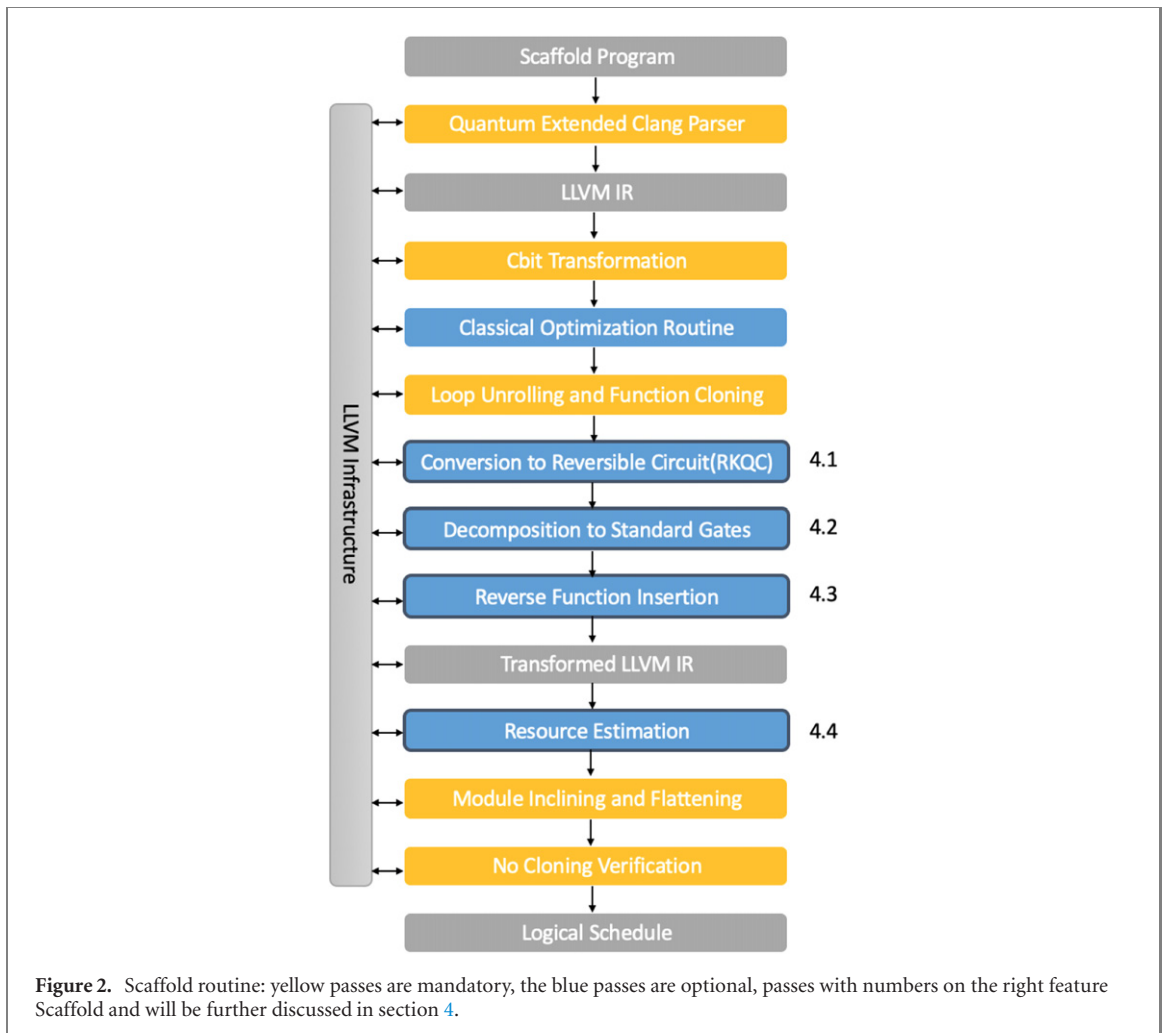 Scaffold Program
Quantum Extended Clang Parser
LLVM IR
Cbit Transformation
Classical Optimization Routine
Loop Unrolling and Function Cloning
LLVM Infrastructure
Conversion to Reversible Circuit(RKQC) 4.1
Decomposition to Standard Gates 4.2
Reverse Function Insertion 4.3
Transformed LLVM IR
Resource Estimation 4.4
Module Inclining and Flattening
No Cloning Verification
Logical Schedule
Figure 2. Scaffold routine: yellow passes are mandatory, the blue passes are optional, passes with numbers on the right feature
Scaffold and will be further discussed in section 4.